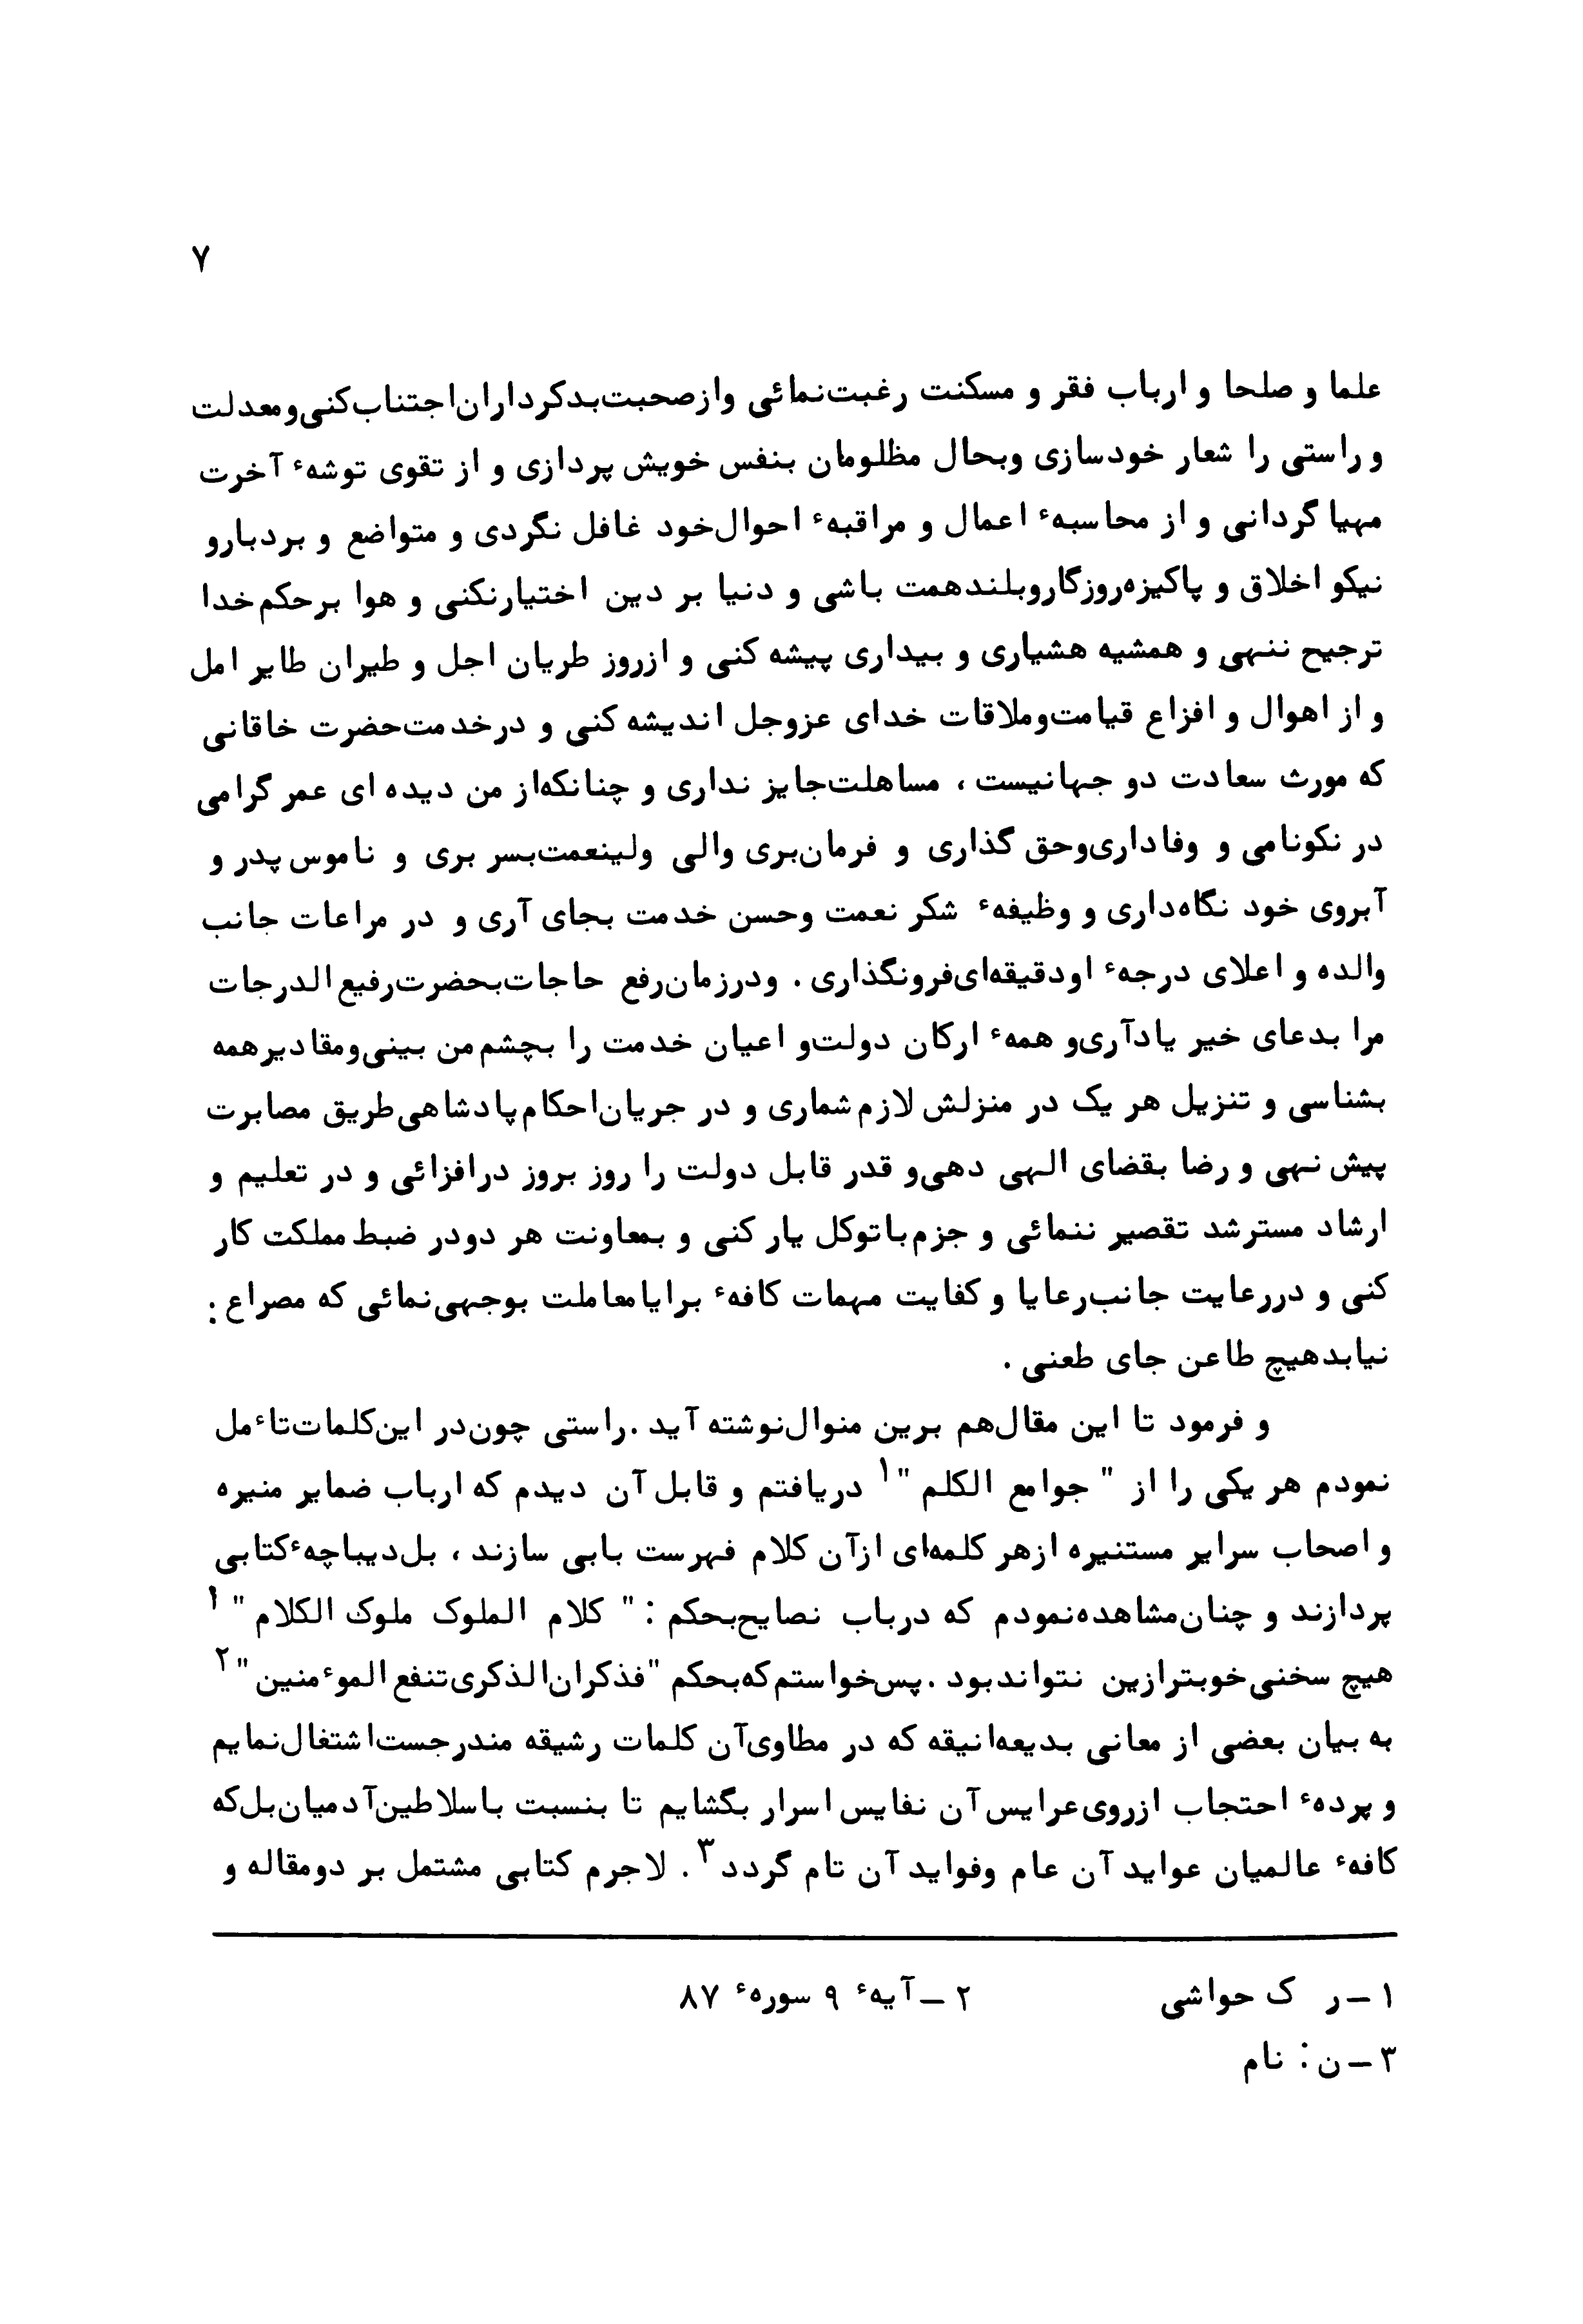 ۷
علما و صلحا و ارباب فقر و مسکنت رغبت‌نمائی وازصحبت‌بدکرداران‌اجتناب‌کنی‌ومعدلت
و راستی را شعار خودسازی وبحال مظلومان بنفس خویش پردازی و از تقوی توشهٔ آخرت
مهیا گردانی و از محاسبهٔ اعمال و مراقبهٔ احوال‌خود غافل نگردی و متواضع و بردبارو
نیکو اخلاق و پاکیزه‌روزگاروبلندهمت باشی و دنیا بر دین اختیارنکنی و هوا برحکم‌خدا
ترجیح ننهی و همشیه هشیاری و بیداری پیشه کنی و ازروز طریان اجل و طیران طایر امل
و از اهوال و افزاع قیامت‌وملاقات خدای عزوجل اندیشه کنی و درخدمت‌حضرت خاقانی
که مورث سعادت دو جهانیست ، مساهلت‌جایز نداری و چنانکه‌از من دیده ای عمر گرامی
در نکونامی و وفاداری‌وحق گذاری و فرمان‌بری والی ولینعمت‌بسر بری و ناموس پدر و
آبروی خود نگاه‌داری و وظیفهٔ شکر نعمت وحسن خدمت بجای آری و در مراعات جانب
والده و اعلای درجهٔ اودقیقه‌ای‌فرونگذاری . ودرزمان‌رفع حاجات‌بحضرت‌رفیع الدرجات
مرا بدعای خیر یادآری‌و همهٔ ارکان دولت‌و اعیان خدمت را بچشم‌من بینی‌ومقادیرهمه
بشناسی و تنزیل هر یک در منزلش لازم‌شماری و در جریان‌احکام‌پادشاهی‌طریق مصابرت
پیش نهی و رضا بقضای الهی دهی‌و قدر قابل دولت را روز بروز درافزائی و در تعلیم و
ارشاد مسترشد تقصیر ننمائی و جزم‌باتوکل یار کنی و بمعاونت هر دودر ضبط مملکت کار
کنی و دررعایت جانب‌رعایا و کفایت مهمات کافهٔ برایامعاملت بوجهی‌نمائی که مصراع :
نیابدهیچ طاعن جای طعنی .
و فرمود تا این مقال‌هم برین منوال‌نوشته آید .راستی چون‌در این‌کلمات‌تاٴمل
نمودم هر یکی را از " جوامع الکلم "۱ دریافتم و قابل آن دیدم که ارباب ضمایر منیره
و اصحاب سرایر مستنیره ازهر کلمه‌ای ازآن کلام فهرست بابی سازند ، بل‌دیباچهٔ‌کتابی
پردازند و چنان‌مشاهده‌نمودم که درباب نصایح‌بحکم : " کلام الملوک ملوک الکلام " ۱
هیچ سخنی‌خوبترازین نتواندبود .پس‌خواستم‌که‌بحکم "فذکران‌الذکری‌تنفع الموٴمنین "۲
به بیان بعضی از معانی بدیعه‌انیقه که در مطاوی‌آن کلمات رشیقه مندرجست‌اشتغال‌نمایم
و پردهٔ احتجاب ازروی‌عرایس‌آن نفایس‌اسرار بگشایم تا بنسبت باسلاطین‌آدمیان‌بل‌که
کافهٔ عالمیان عواید آن عام وفواید آن تام گردد۳ . لاجرم کتابی مشتمل بر دومقاله و
۱ – ر ک حواشی ۲ – آیهٔ ۹ سورهٔ ۸۷
۳ – ن : نام